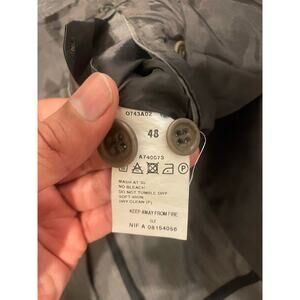 0743A02
48
A740073
WASH AT 30
NO BLEACH
DO NOT TUMBLE DRY
SOFT IRON
DRY CLEAN (P)
KEEP AWAY FROM FIRE
NIF A 08154056